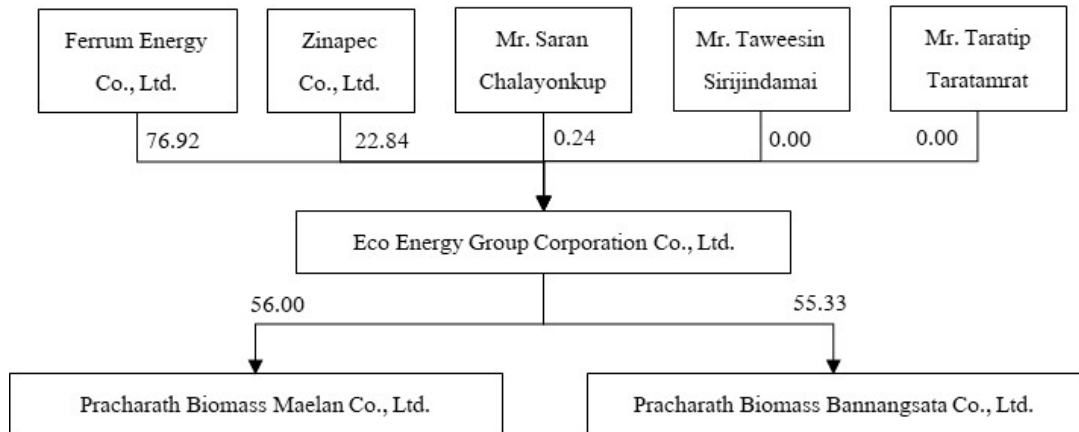 Ferrum Energy
Co., Ltd.
Zinapec
Co., Ltd.
Mr. Saran
Chalayonkup
Mr. Taweesin
Sirijindamai
Mr. Taratip
Taratamrat
76.92
22.84
0.24
0.00
0.00
Eco Energy Group Corporation Co., Ltd.
56.00
55.33
Pracharath Biomass Maelan Co., Ltd.
Pracharath Biomass Bannangsata Co., Ltd.